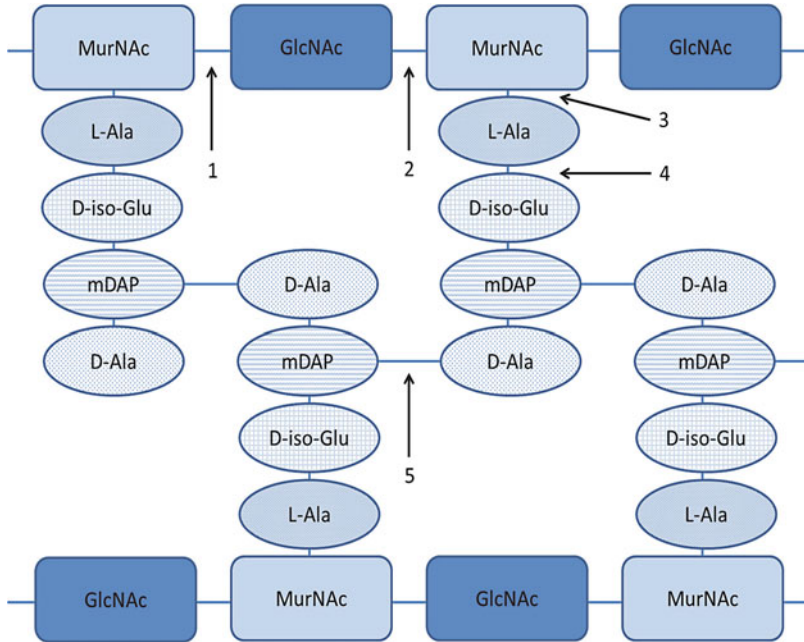 MurNAc GlcNAc MurNAc GlcNAc
L-Ala 1 2 L-Ala 3
4
D-iso-Glu D-iso-Glu
mDAP D-Ala mDAP D-Ala
D-Ala mDAP D-Ala mDAP
D-iso-Glu 5 D-iso-Glu
L-Ala L-Ala
GlcNAc MurNAc GlcNAc MurNAc